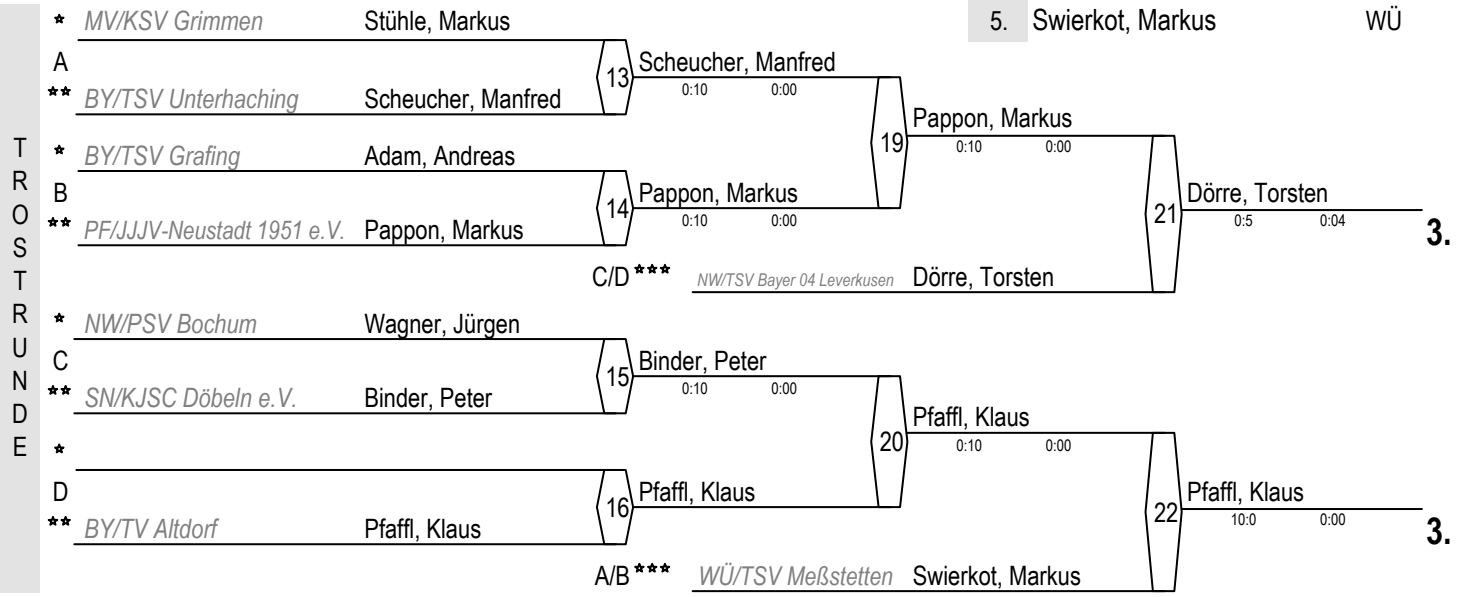 TROSTRUNDE
* MV/KSV Grimmen Stühle, Markus
5. Swierkot, Markus WÜ
A
13 Scheucher, Manfred
0:10 0:00
** BY/TSV Unterhaching Scheucher, Manfred
19 Pappon, Markus
0:10 0:00
* BY/TSV Grafing Adam, Andreas
B
14 Pappon, Markus
0:10 0:00
** PF/JJJV-Neustadt 1951 e.V. Pappon, Markus
21 Dörre, Torsten
0:5 0:04
3.
C/D *** NW/TSV Bayer 04 Leverkusen Dörre, Torsten
* NW/PSV Bochum Wagner, Jürgen
C
15 Binder, Peter
0:10 0:00
** SN/KJSC Döbeln e.V. Binder, Peter
20 Pfaffl, Klaus
0:10 0:00
*
D
16 Pfaffl, Klaus
** BY/TV Altdorf Pfaffl, Klaus
22 Pfaffl, Klaus
10:0 0:00
3.
A/B *** WÜ/TSV Meßstetten Swierkot, Markus